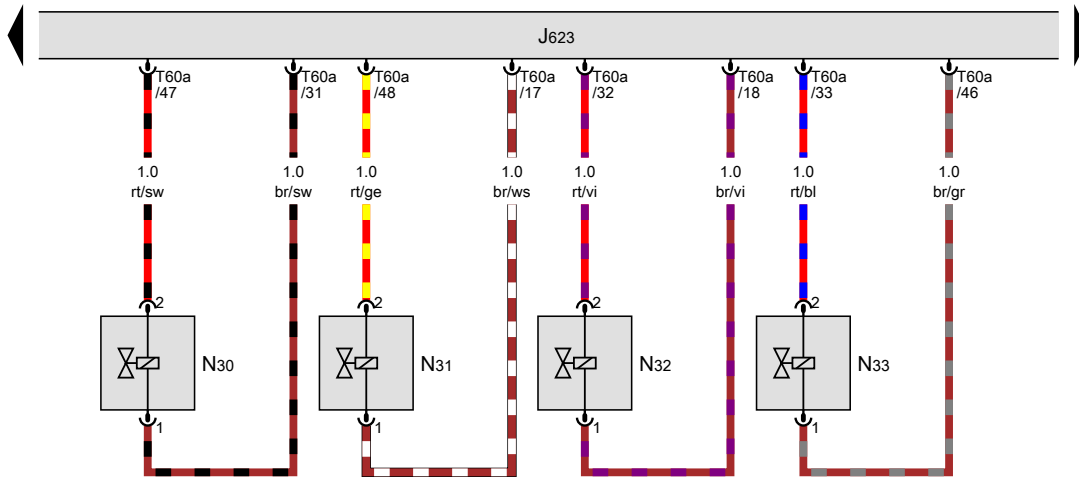 J623
T60a
/47
T60a
/31
T60a
/48
T60a
/17
T60a
/32
T60a
/18
T60a
/33
T60a
/46
1.0
rt/sw
1.0
br/sw
1.0
rt/ge
1.0
br/ws
1.0
rt/vi
1.0
br/vi
1.0
rt/bl
1.0
br/gr
2
2
2
2
N30
N31
N32
N33
1
1
1
1